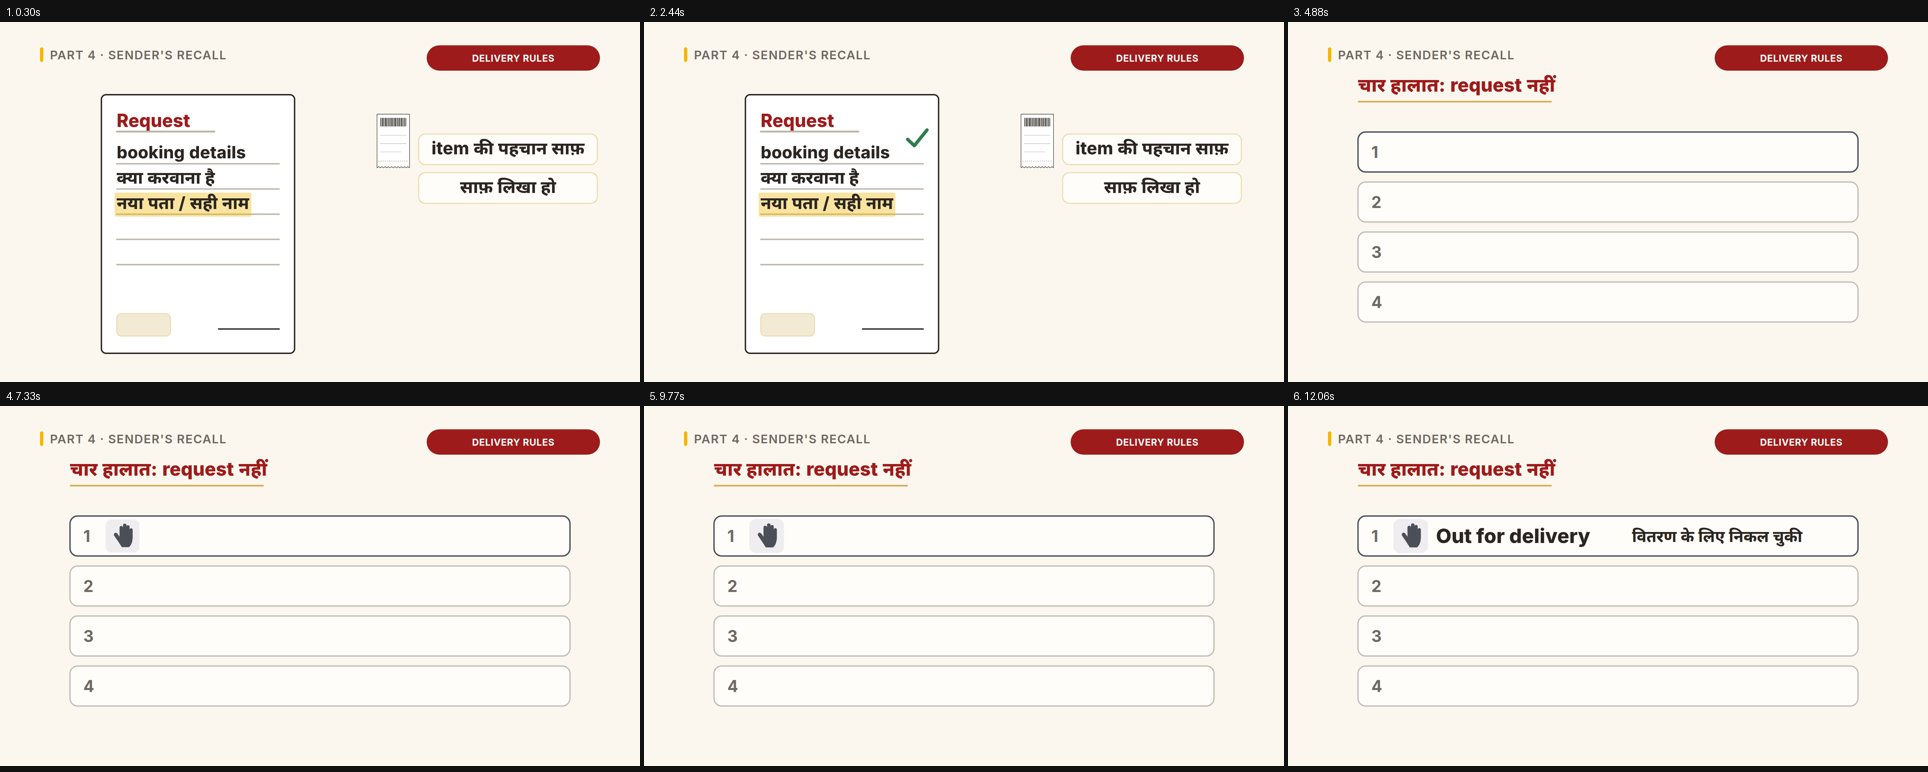 1. 0.30s
PART 4 · SENDER'S RECALL
DELIVERY RULES
Request
booking details
क्या करवाना है
नया पता / सही नाम
item की पहचान साफ़
साफ़ लिखा हो
2. 2.44s
PART 4 · SENDER'S RECALL
DELIVERY RULES
Request
booking details
क्या करवाना है
नया पता / सही नाम
item की पहचान साफ़
साफ़ लिखा हो
3. 4.88s
PART 4 · SENDER'S RECALL
DELIVERY RULES
चार हालात: request नहीं
1
2
3
4
4. 7.33s
PART 4 · SENDER'S RECALL
DELIVERY RULES
चार हालात: request नहीं
1
2
3
4
5. 9.77s
PART 4 · SENDER'S RECALL
DELIVERY RULES
चार हालात: request नहीं
1
2
3
4
6. 12.06s
PART 4 · SENDER'S RECALL
DELIVERY RULES
चार हालात: request नहीं
1 Out for delivery वितरण के लिए निकल चुकी
2
3
4